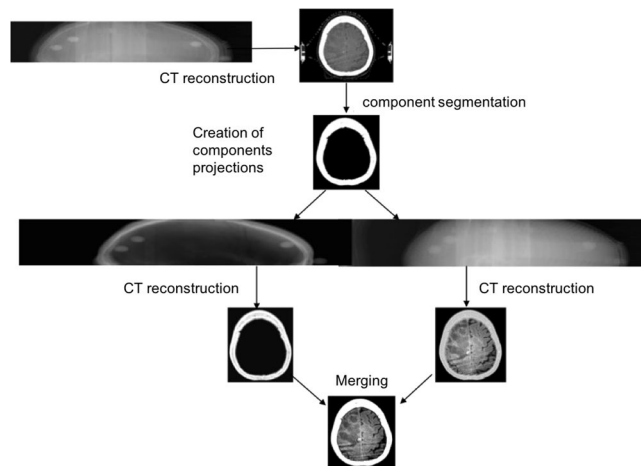 CT reconstruction
component segmentation
Creation of
components
projections
CT reconstruction
CT reconstruction
Merging